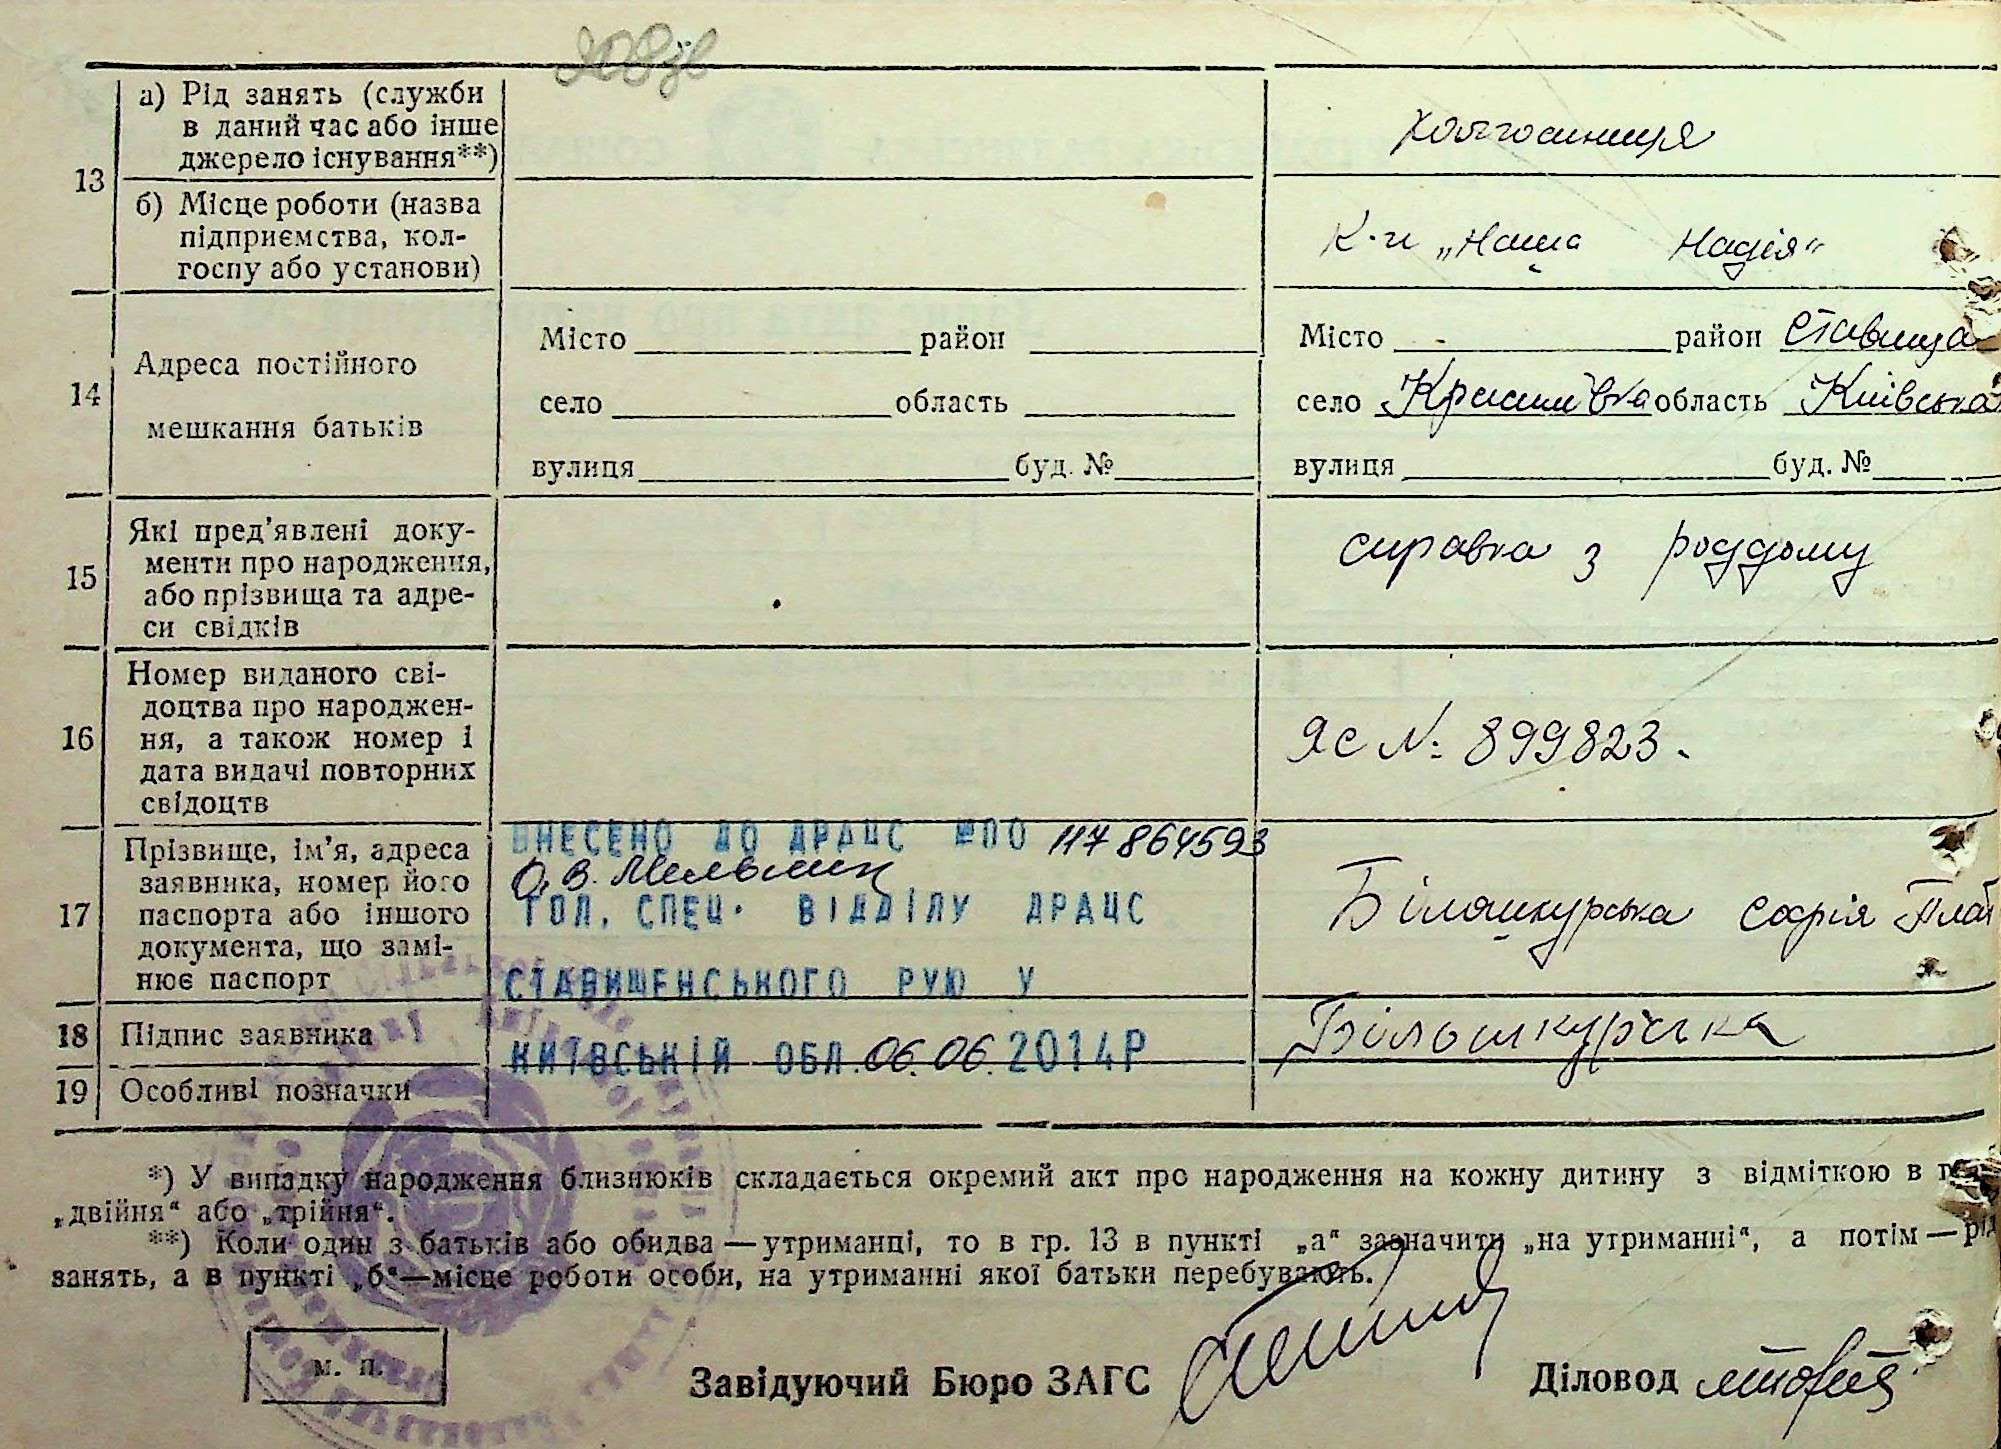 13
а) Рід занять (служби
в даний час або інше
джерело існування**)
колгоспниця
б) Місце роботи (назва
підприємства, кол-
госпу або установи)
К-п „Наша Надія“
14
Адреса постійного
мешкання батьків
Місто район
село область
вулиця буд. №
Місто район Ставища
село область Київська
вулиця буд. №
15
Які пред’явлені доку-
менти про народження,
або прізвища та адре-
си свідків
справка з роддому
16
Номер виданого сві-
доцтва про народжен-
ня, а також номер і
дата видачі повторних
свідоцтв
ЯС № 899823.
17
Прізвище, ім’я, адреса
заявника, номер його
паспорта або іншого
документа, що замі-
нює паспорт
ВНЕСЕНО ДО ДРАЦС №ПО 117864593
О.В. Мельник
ГОЛ. СПЕЦ. ВІДДІЛУ ДРАЦС
СТАВИЩЕНСЬКОГО РУЮ У
КИЇВСЬКІЙ ОБЛ. 06.06.2014Р
Білошкурська Софія Плат
18 Підпис заявника
Білошкурська
19 Особливі позначки
*) У випадку народження близнюків складається окремий акт про народження на кожну дитину з відміткою в
„двійня“ або „трійня“.
**) Коли один з батьків або обидва — утриманці, то в гр. 13 в пункті „а“ зазначити „на утриманні“, а потім — рід
занять, а в пункті „б“—місце роботи особи, на утриманні якої батьки перебувають.
м. п.
Завідуючий Бюро ЗАГС
Діловод